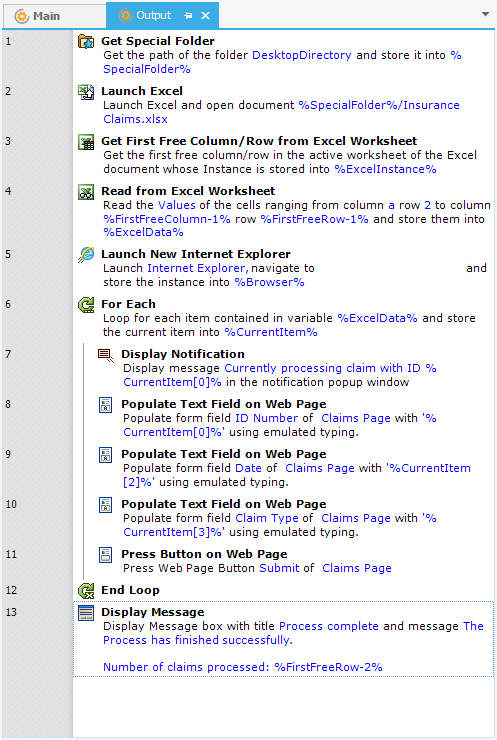 Main
Output
1
Get Special Folder
Get the path of the folder DesktopDirectory and store it into %
SpecialFolder%
2
Launch Excel
Launch Excel and open document %SpecialFolder%/Insurance
Claims.xlsx
3
Get First Free Column/Row from Excel Worksheet
Get the first free column/row in the active worksheet of the Excel
document whose Instance is stored into %ExcelInstance%
4
Read from Excel Worksheet
Read the Values of the cells ranging from column a row 2 to column
%FirstFreeColumn-1% row %FirstFreeRow-1% and store them into
%ExcelData%
5
Launch New Internet Explorer
Launch Internet Explorer, navigate to and
store the instance into %Browser%
6
For Each
Loop for each item contained in variable %ExcelData% and store
the current item into %CurrentItem%
7
Display Notification
Display message Currently processing claim with ID %
CurrentItem[0]% in the notification popup window
8
Populate Text Field on Web Page
Populate form field ID Number of Claims Page with '%
CurrentItem[0]%' using emulated typing.
9
Populate Text Field on Web Page
Populate form field Date of Claims Page with '%CurrentItem
[2]%' using emulated typing.
10
Populate Text Field on Web Page
Populate form field Claim Type of Claims Page with '%
CurrentItem[3]%' using emulated typing.
11
Press Button on Web Page
Press Web Page Button Submit of Claims Page
12
End Loop
13
Display Message
Display Message box with title Process complete and message The
Process has finished successfully.
Number of claims processed: %FirstFreeRow-2%